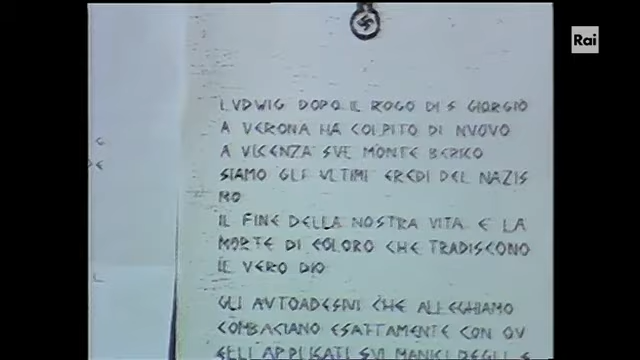 Rai
LVDWIG DOPO IL ROGO DI S GIORGIO
A VERONA HA COLPITO DI NVOVO
A VICENZA SVL MONTE BERICO
SIAMO GLI VLTIMI EREDI DEL NAZIS
MO
IL FINE DELLA NOSTRA VITA E LA
MORTE DI COLORO CHE TRADISCONO
IL VERO DIO
GLI AVTOADESIVI CHE ALLEGHIAMO
COMBACIANO ESATTAMENTE CON QV
ELLI APPLICATI SVI MANICI DEGLI